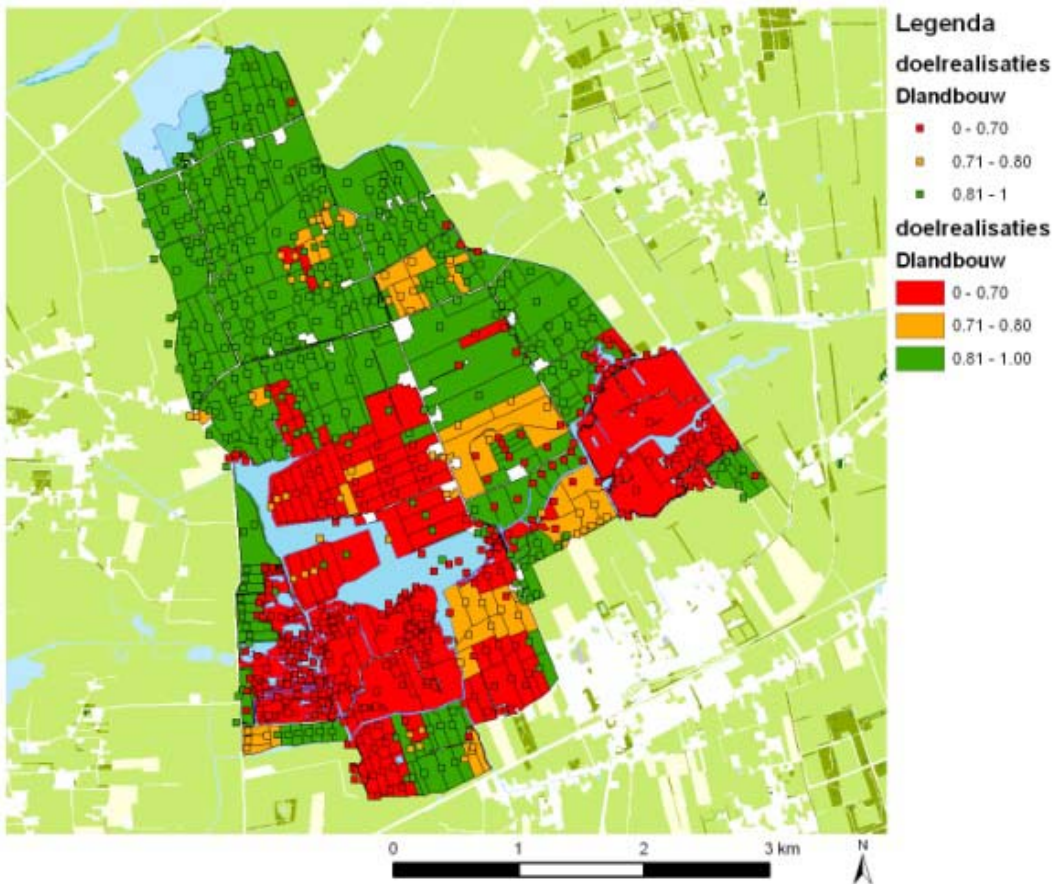 Legenda
doelrealisaties
Dlandbouw
0 - 0.70
0.71 - 0.80
0.81 - 1
doelrealisaties
Dlandbouw
0 - 0.70
0.71 - 0.80
0.81 - 1.00
0 1 2 3 km
N